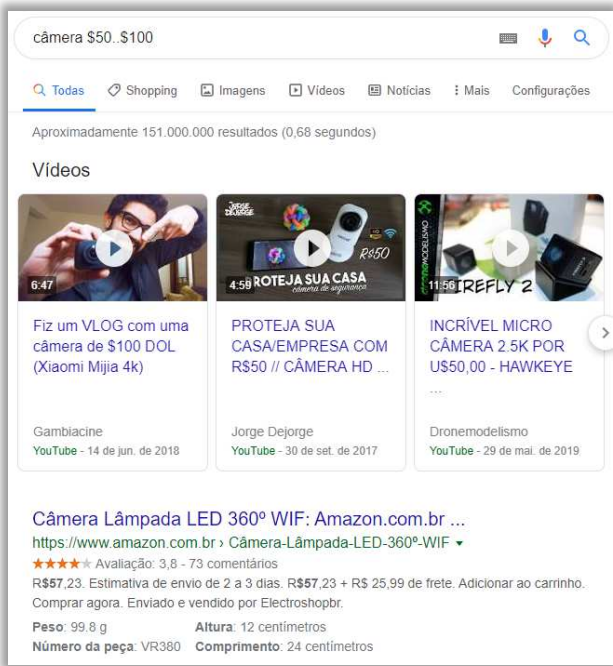 câmera $50..$100
Todas Shopping Imagens Vídeos Notícias Mais Configurações
Aproximadamente 151.000.000 resultados (0,68 segundos)
Vídeos
6:47
JORGE
DEJORGE
R$50
4:59 PROTEJA SUA CASA
câmera de segurança
DRONEMODELISMO
11:56 FIREFLY 2
Fiz um VLOG com uma
câmera de $100 DOL
(Xiaomi Mijia 4k)
Gambiacine
YouTube - 14 de jun. de 2018
PROTEJA SUA
CASA/EMPRESA COM
R$50 // CÂMERA HD ...
Jorge Dejorge
YouTube - 30 de set. de 2017
INCRÍVEL MICRO
CÂMERA 2.5K POR
U$50,00 - HAWKEYE
...
Dronemodelismo
YouTube - 29 de mai. de 2019
Câmera Lâmpada LED 360º WIF: Amazon.com.br ...
https://www.amazon.com.br › Câmera-Lâmpada-LED-360º-WIF
Avaliação: 3,8 - 73 comentários
R$57,23. Estimativa de envio de 2 a 3 dias. R$57,23 + R$ 25,99 de frete. Adicionar ao carrinho.
Comprar agora. Enviado e vendido por Electroshopbr.
Peso: 99.8 g Altura: 12 centímetros
Número da peça: VR380 Comprimento: 24 centímetros